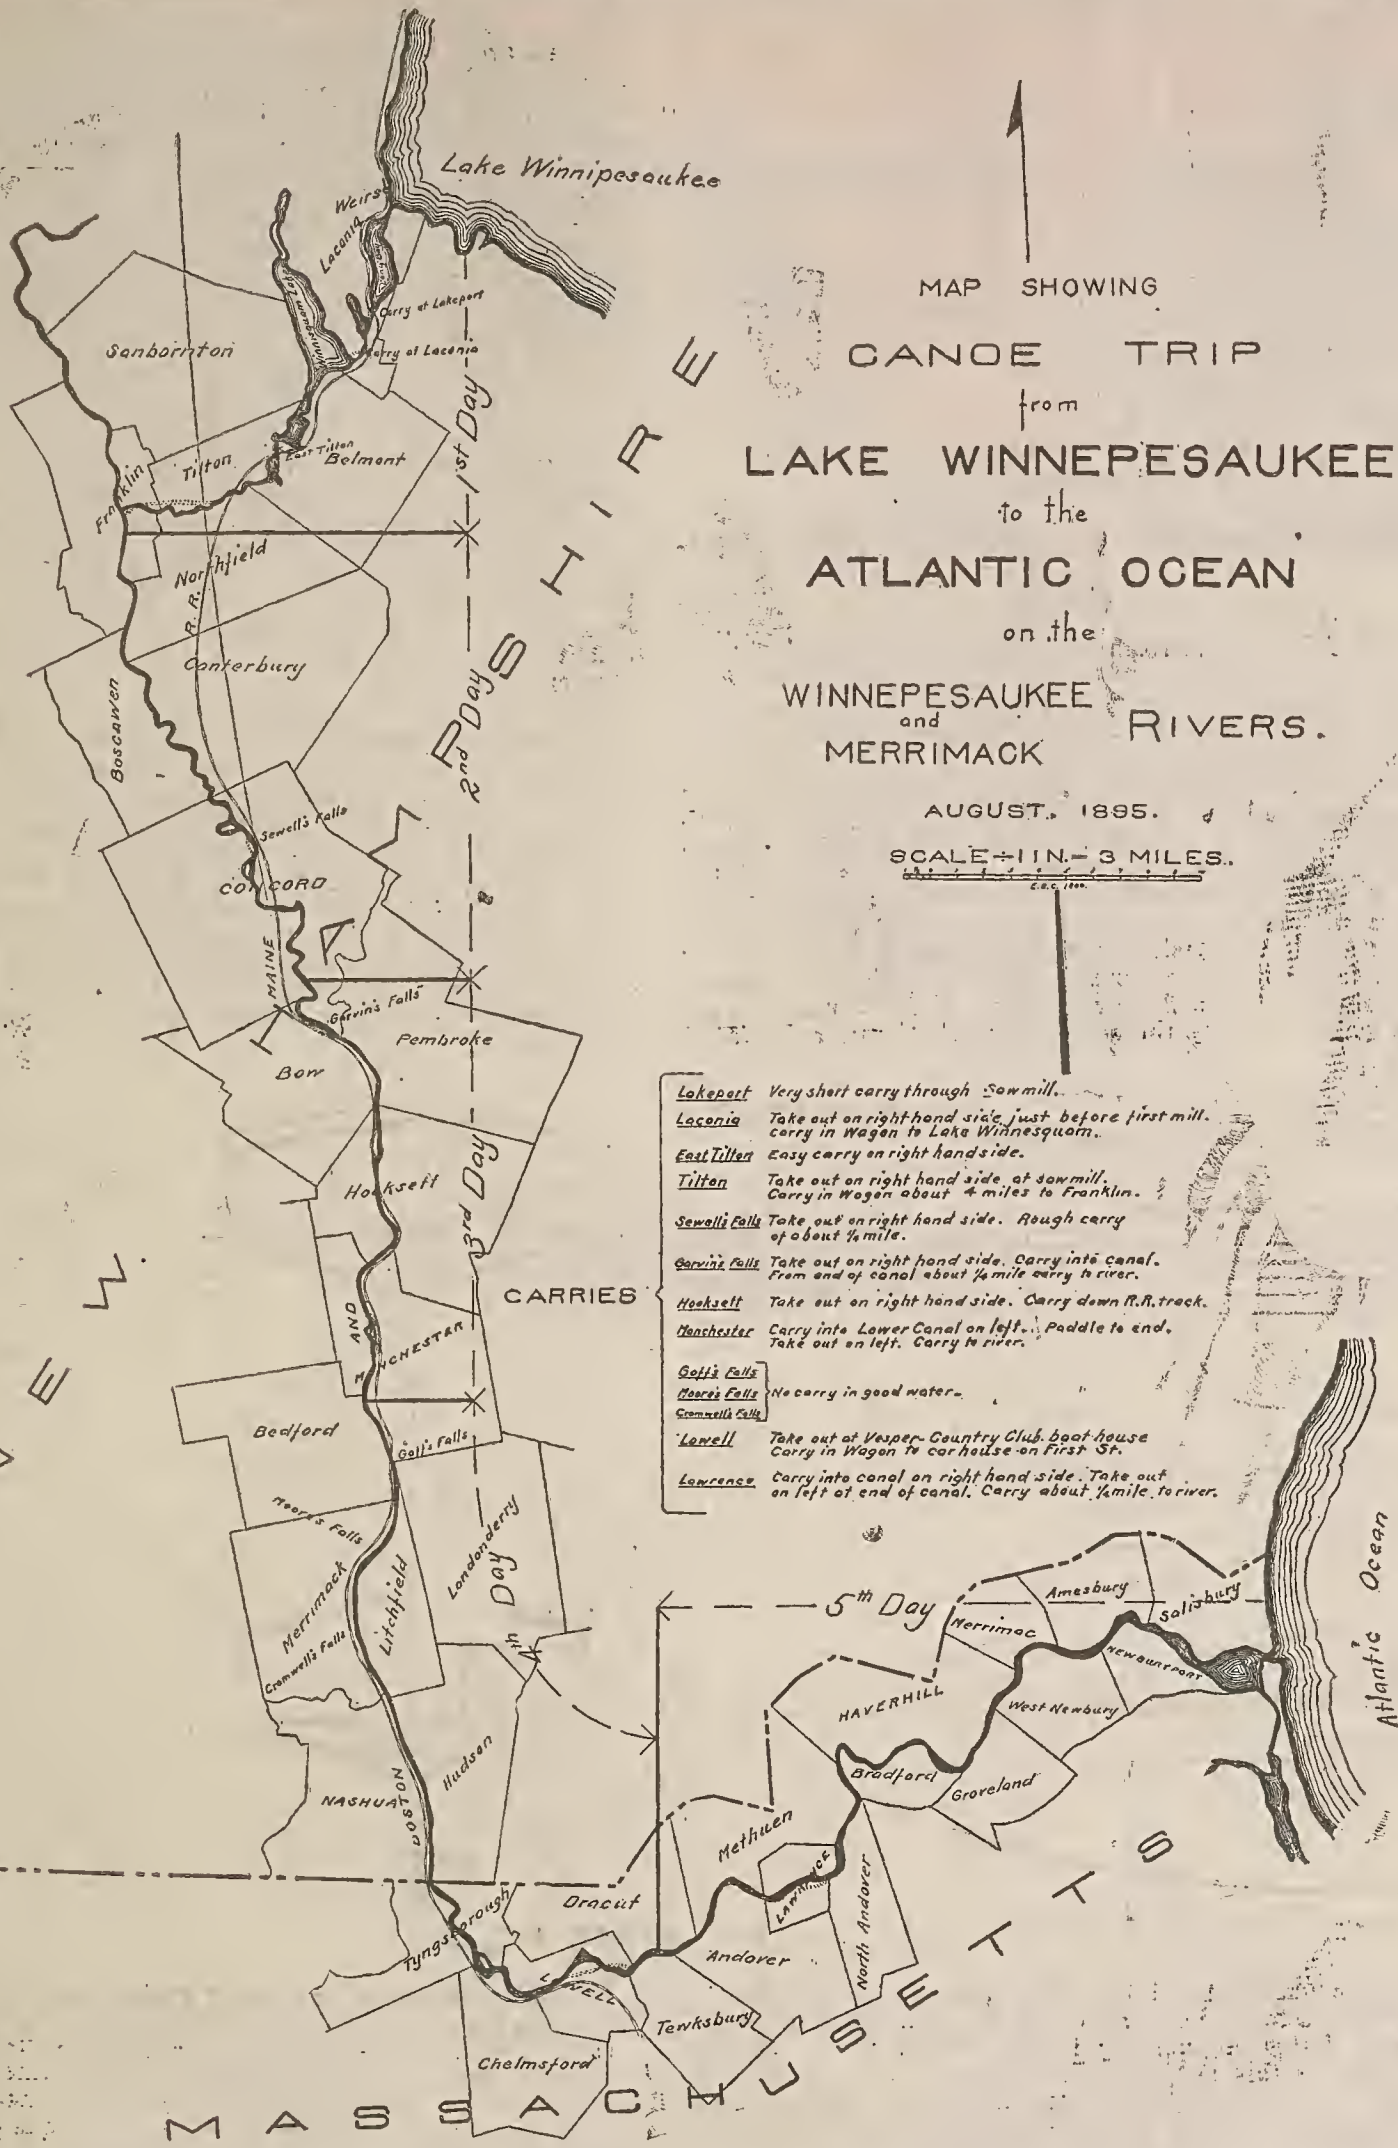 MAP SHOWING
CANOE TRIP
from
LAKE WINNEPESAUKEE
to the
ATLANTIC OCEAN
on the
WINNEPESAUKEE
and
MERRIMACK
RIVERS.
AUGUST, 1895.
SCALE - 1 IN. - 3 MILES.
Lake Winnipesaukee
Weirs
Laconia
Carry at Lakeport
Carry at Laconia
Sanbornton
1st Day
East Tilton
Tilton
Belmont
Franklin
Northfield
R. R.
Canterbury
Boscawen
2nd Day
Sewell's Falls
CONCORD
MAINE
Garvin's Falls
Pembroke
Bow
Hooksett
3rd Day
AND
MANCHESTER
Bedford
Goff's Falls
Moore's Falls
Londonderry
4th Day
Merrimack
Litchfield
Cromwell's Falls
Hudson
NASHUA
BOSTON
NEW HAMPSHIRE
CARRIES
Lakeport Very short carry through Sawmill.
Laconia Take out on right hand side, just before first mill.
carry in Wagon to Lake Winnesquam.
East Tilton Easy carry on right hand side.
Tilton Take out on right hand side at sawmill.
Carry in Wagon about 4 miles to Franklin.
Sewell's Falls Take out on right hand side. Rough carry
of about mile.
Garvin's Falls Take out on right hand side. Carry into canal.
From end of canal about mile carry to river.
Hooksett Take out on right hand side. Carry down R.R. track.
Manchester Carry into Lower Canal on left. Paddle to end.
Take out on left. Carry to river.
Goff's Falls
Moore's Falls No carry in good water.
Cromwell's Falls
Lowell Take out at Vesper-Country Club boat house
Carry in Wagon to car house on First St.
Lawrence Carry into canal on right hand side. Take out
on left at end of canal. Carry about mile to river.
5th Day
Merrimac
Amesbury
Salisbury
NEWBURYPORT
HAVERHILL
West Newbury
Bradford
Groveland
Atlantic Ocean
Methuen
LAWRENCE
North Andover
Andover
Dracut
Tyngsborough
LOWELL
Tewksbury
Chelmsford
MASSACHUSETTS